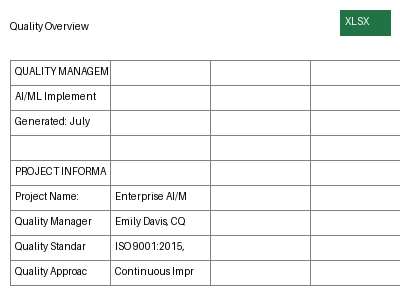 Quality Overview
XLSX
QUALITY MANAGEM
AI/ML Implement
Generated: July
PROJECT INFORMA
Project Name: Enterprise AI/M
Quality Manager Emily Davis, CQ
Quality Standar ISO 9001:2015,
Quality Approac Continuous Impr